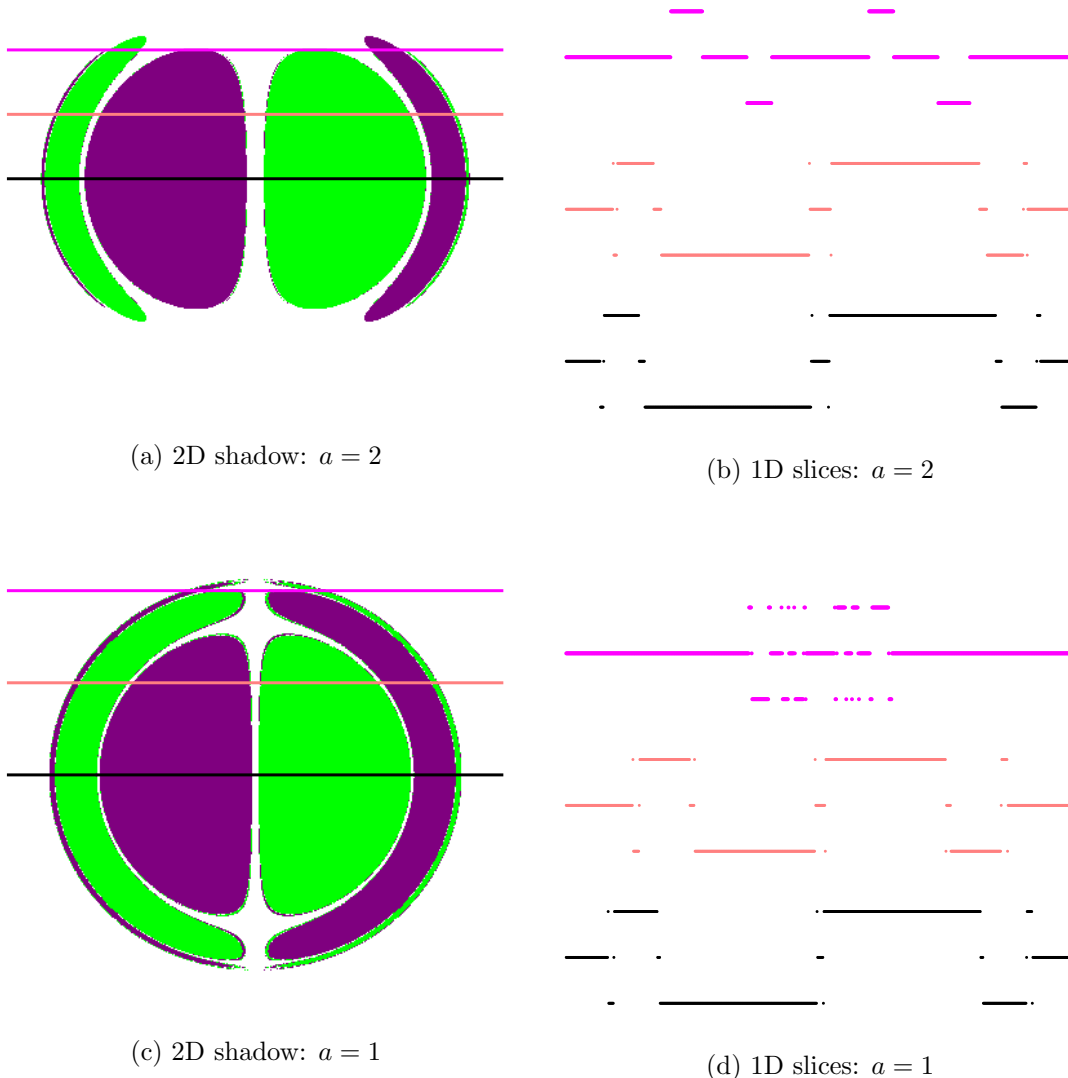 (a) 2D shadow: a = 2
(b) 1D slices: a = 2
(c) 2D shadow: a = 1
(d) 1D slices: a = 1